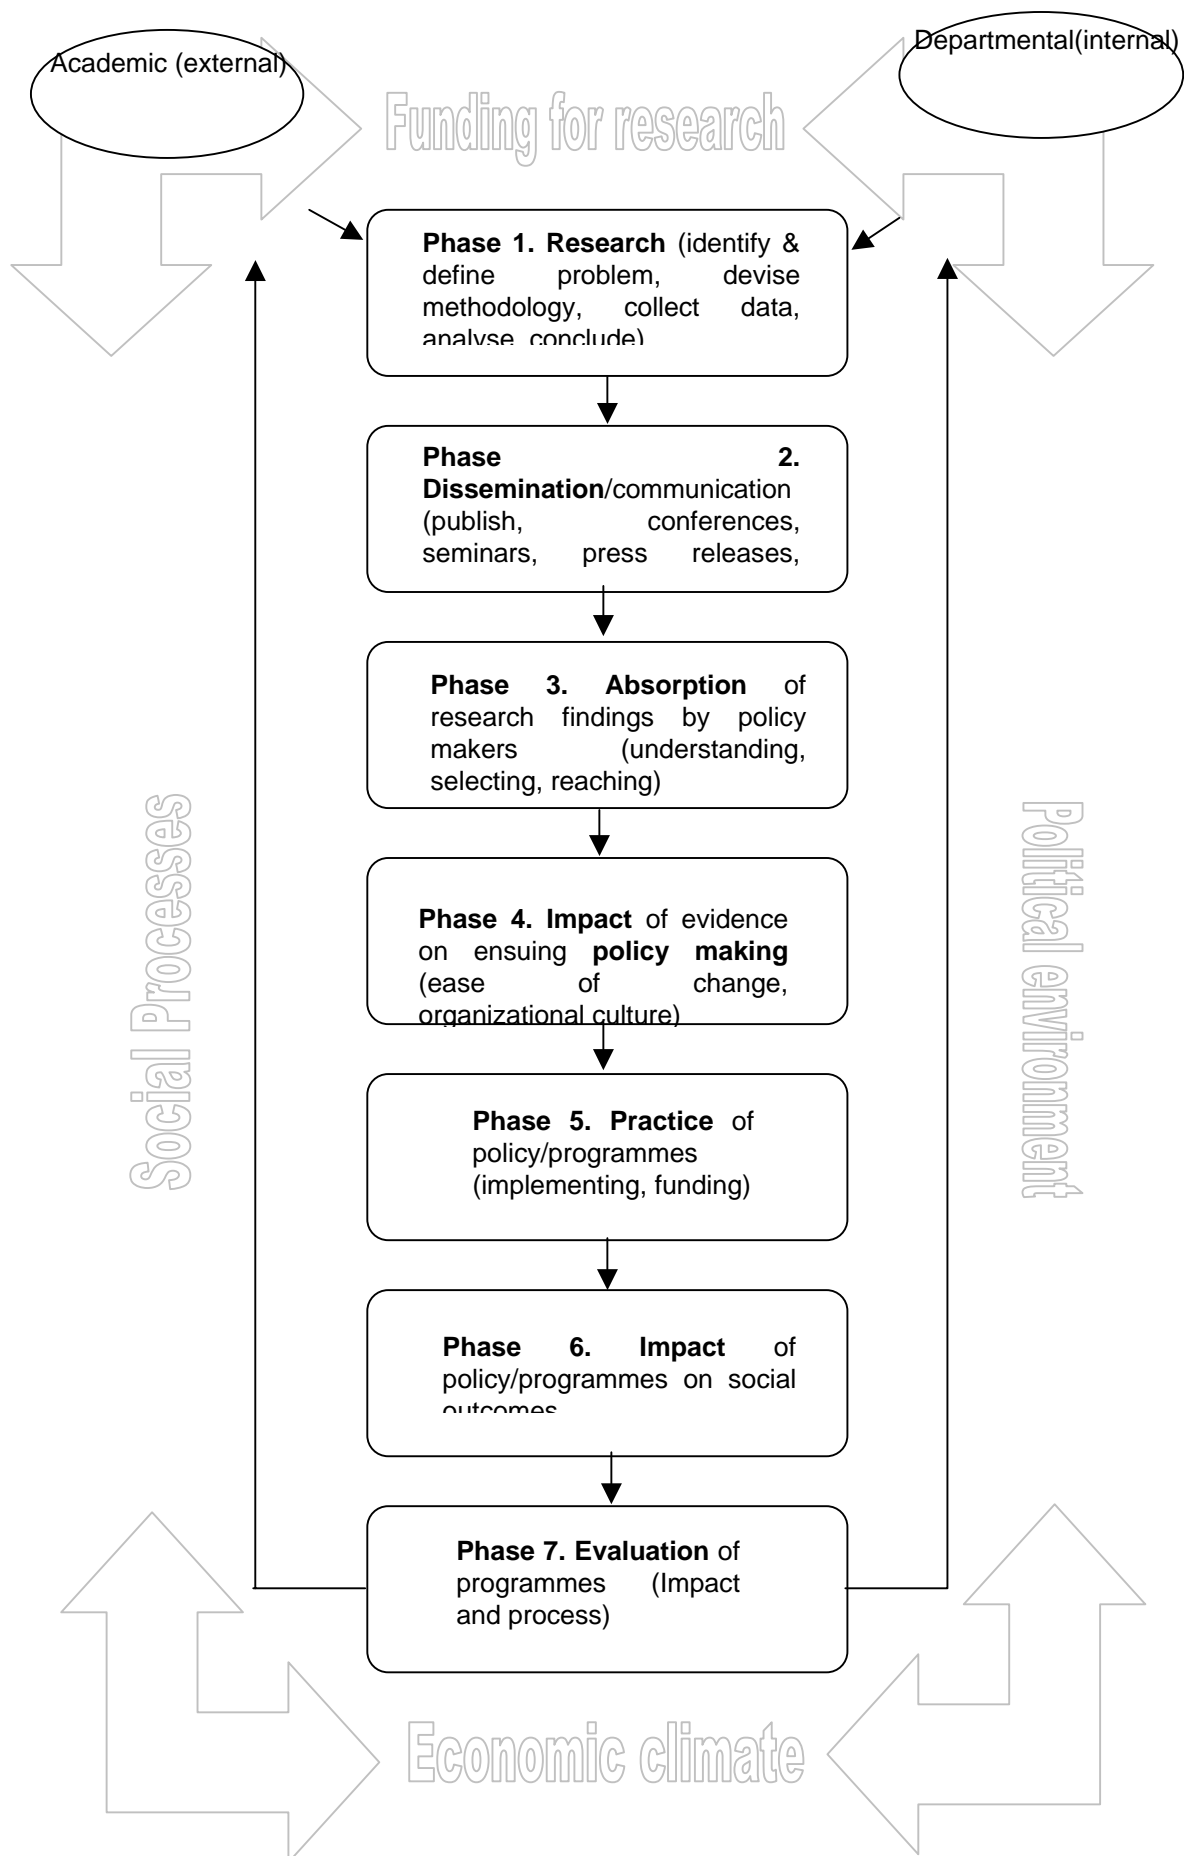 Academic (external)
Departmental(internal)
Funding for research
Phase 1. Research (identify &
define problem, devise
methodology, collect data,
analyse, conclude)
Phase 2.
Dissemination/communication
(publish, conferences,
seminars, press releases,
Phase 3. Absorption of
research findings by policy
makers (understanding,
selecting, reaching)
Social Processes
Political environment
Phase 4. Impact of evidence
on ensuing policy making
(ease of change,
organizational culture)
Phase 5. Practice of
policy/programmes
(implementing, funding)
Phase 6. Impact of
policy/programmes on social
outcomes
Phase 7. Evaluation of
programmes (Impact
and process)
Economic climate